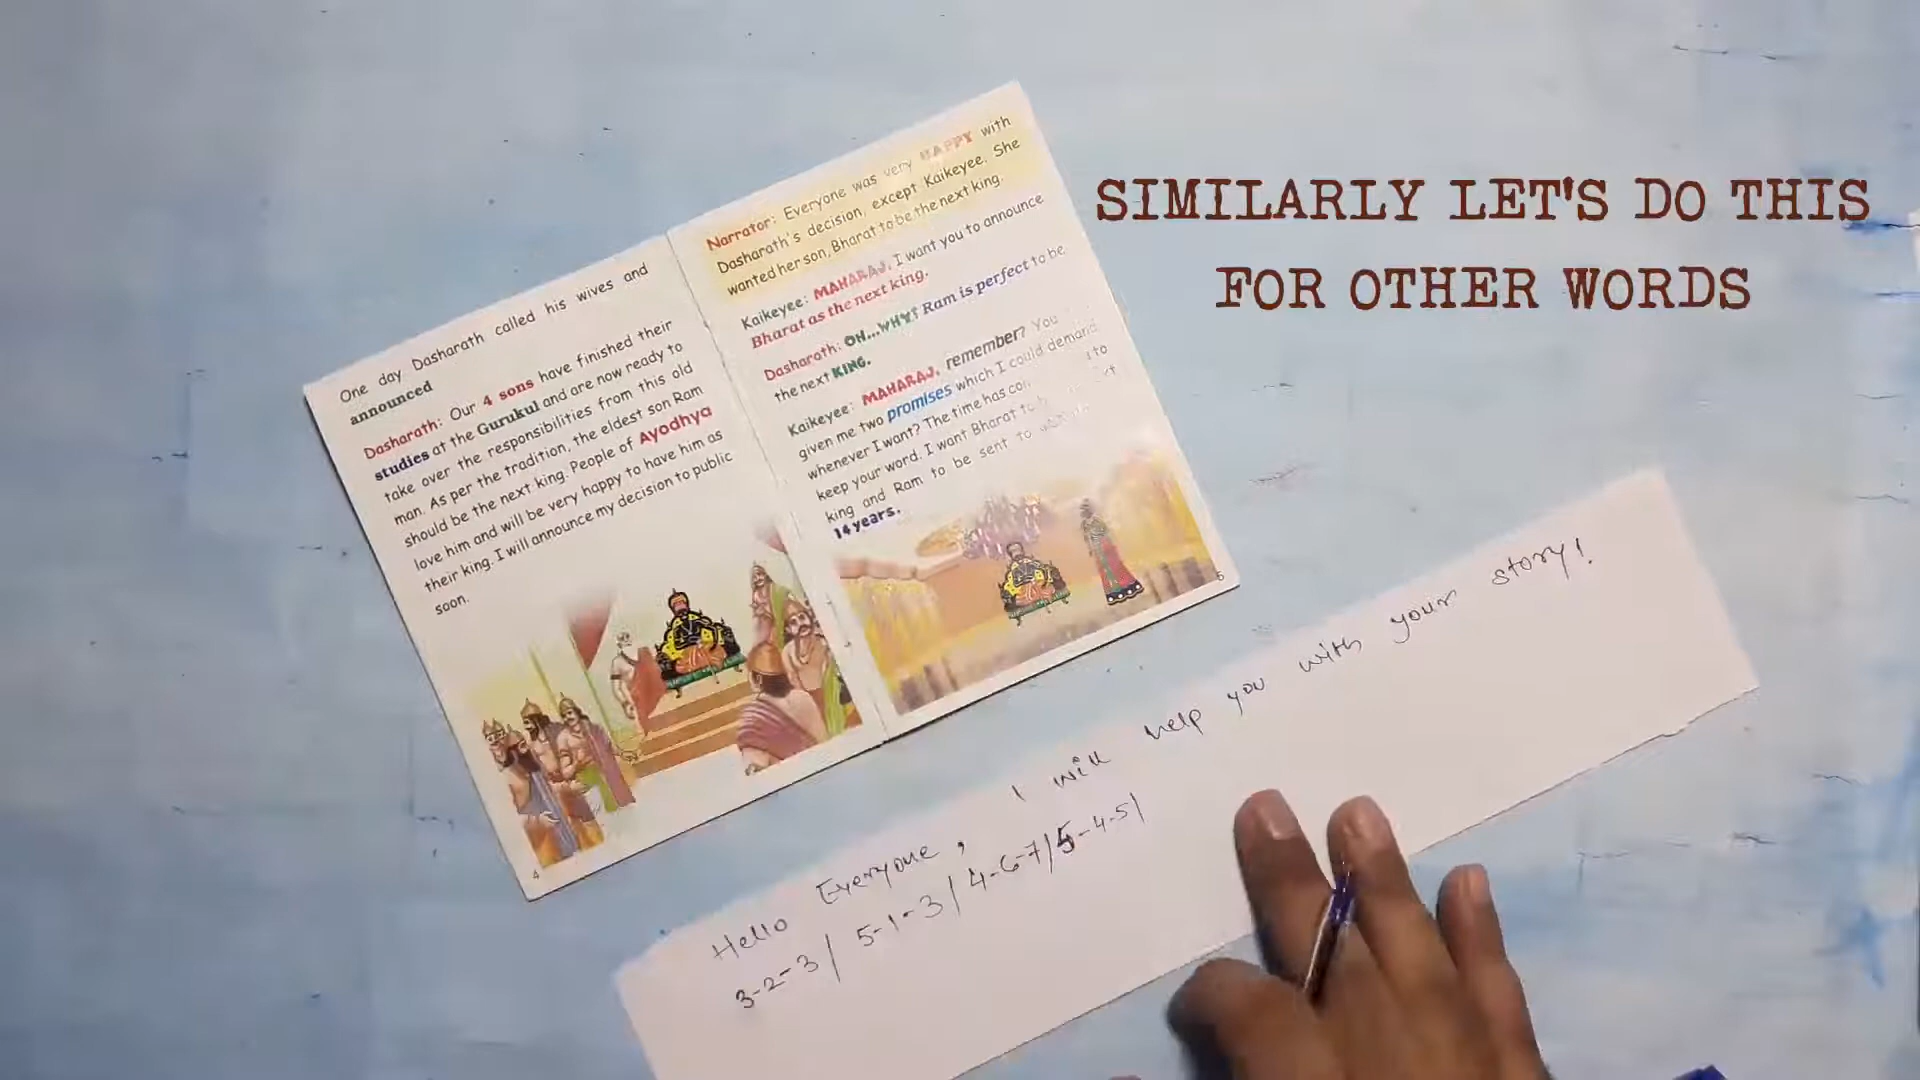 SIMILARLY LET'S DO THIS
FOR OTHER WORDS
One day Dasharath called his wives and
announced
Dasharath: Our 4 sons have finished their
studies at the Gurukul and are now ready to
take over the responsibilities from this old
man. As per the tradition, the eldest son Ram
should be the next king. People of Ayodhya
love him and will be very happy to have him as
their king. I will announce my decision to public
soon.
4
Narrator: Everyone was very HAPPY with
Dasharath's decision, except Kaikeyee. She
wanted her son, Bharat to be the next king.
Kaikeyee: MAHARAJ, I want you to announce
Bharat as the next king.
Dasharath: OH...WHY? Ram is perfect to be
the next KING.
Kaikeyee: MAHARAJ, remember? You
given me two promises which I could demand
whenever I want? The time has to
keep your word. I want Bharat
king and Ram to be sent to
14 years.
5
Hello Everyone, I will help you with your story!
3-2-3/ 5-1-3/ 4-6-7/5-4-5/